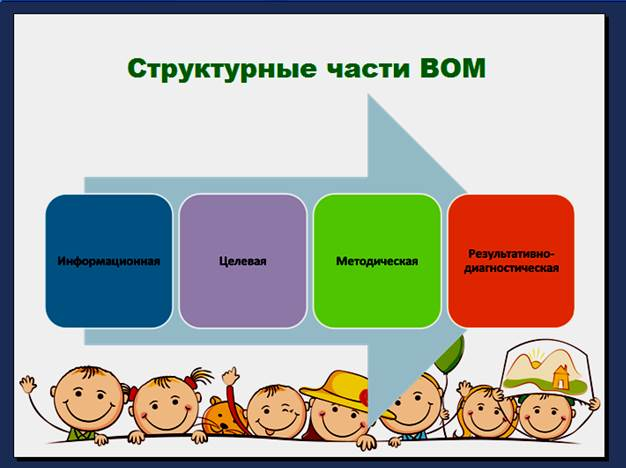 Структурные части ВОМ
Информационная
Целевая
Методическая
Результативно-
диагностическая